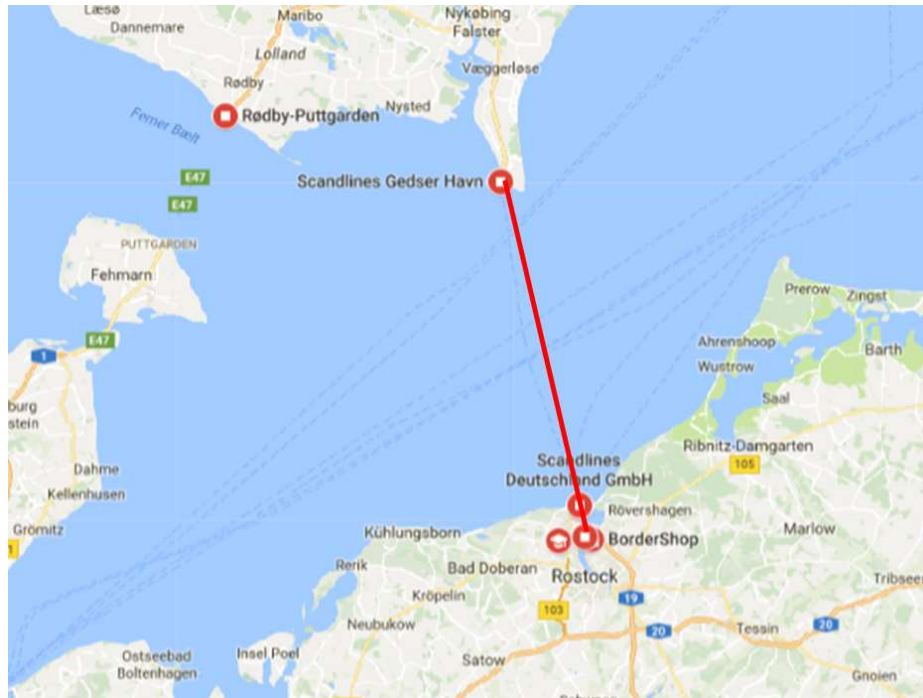 Læsø
Dannemare
Maribo
Nykøbing
Falster
Lolland
Væggerløse
Rødby
Nysted
Rødby-Puttgarden
Femer Bælt
Scandlines Gedser Havn
E47
E47
PUTTGARDEN
Fehmarn
Prerow
Zingst
E47
Ahrenshoop
Barth
1
Wustrow
burg
stein
Saal
Ribnitz-Damgarten
Scandlines
Deutschland GmbH
105
Dahme
Kellenhusen
Rövershagen
Grömitz
Kühlungsborn
Marlow
BorderShop
1
Rerik
Bad Doberan
Rostock
Tribsee
Kröpelin
19
103
Neubukow
20
Tessin
20
Ostseebad
Boltenhagen
Insel Poel
Satow
Gnoien